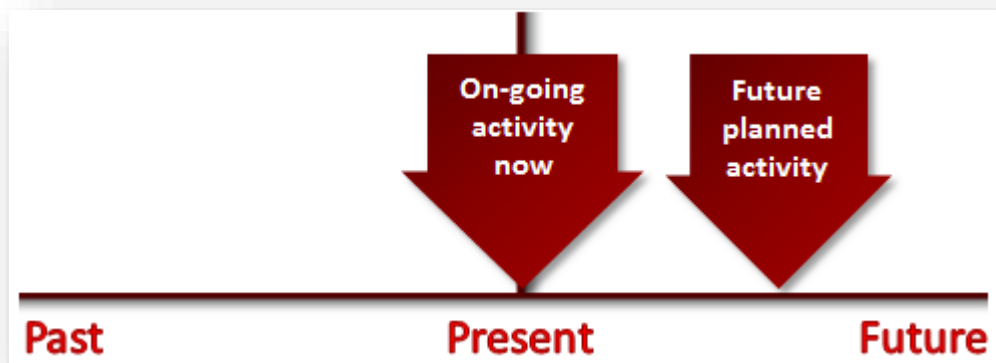 On-going
activity
now
Future
planned
activity
Past
Present
Future